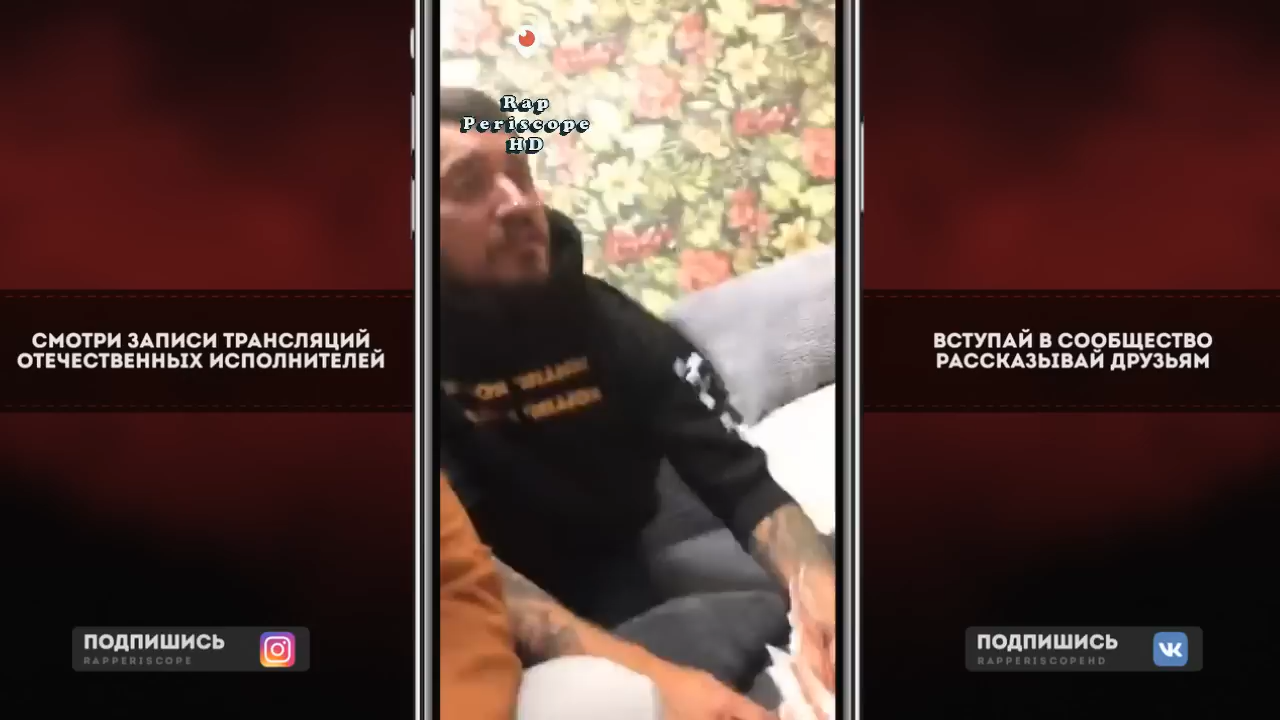 Rap
Periscope
HD
СМОТРИ ЗАПИСИ ТРАНСЛЯЦИЙ
ОТЕЧЕСТВЕННЫХ ИСПОЛНИТЕЛЕЙ
ВСТУПАЙ В СООБЩЕСТВО
РАССКАЗЫВАЙ ДРУЗЬЯМ
ПОДПИШИСЬ
RAPPERISCOPE
ПОДПИШИСЬ
RAPPERISCOPEHD